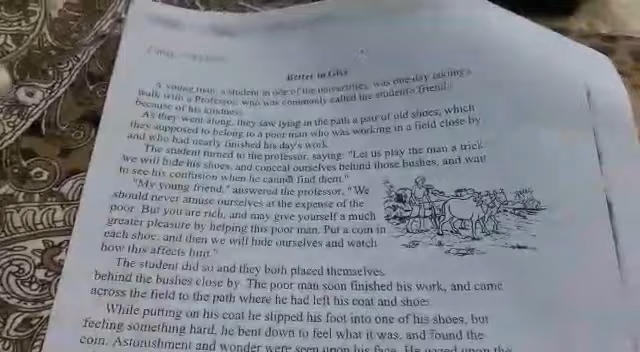 Better to Give
A young man, a student in one of the universities, was one day taking a
walk with a Professor, who was commonly called the student's friend
because of his kindness.
As they went along, they saw lying in the path a pair of old shoes, which
they supposed to belong to a poor man who was working in a field close by
and who had nearly finished his day's work.
The student turned to the professor, saying: "Let us play the man a trick
we will hide his shoes, and conceal ourselves behind those bushes, and wait
to see his confusion when he cannot find them."
"My young friend," answered the professor, "We
should never amuse ourselves at the expense of the
poor. But you are rich, and may give yourself a much
greater pleasure by helping this poor man. Put a coin in
each shoe, and then we will hide ourselves and watch
how this affects him."
The student did so and they both placed themselves
behind the bushes close by. The poor man soon finished his work, and came
across the field to the path where he had left his coat and shoes.
While putting on his coat he slipped his foot into one of his shoes, but
feeling something hard, he bent down to feel what it was, and found the
coin. Astonishment and wonder were seen upon his face. He gazed upon the